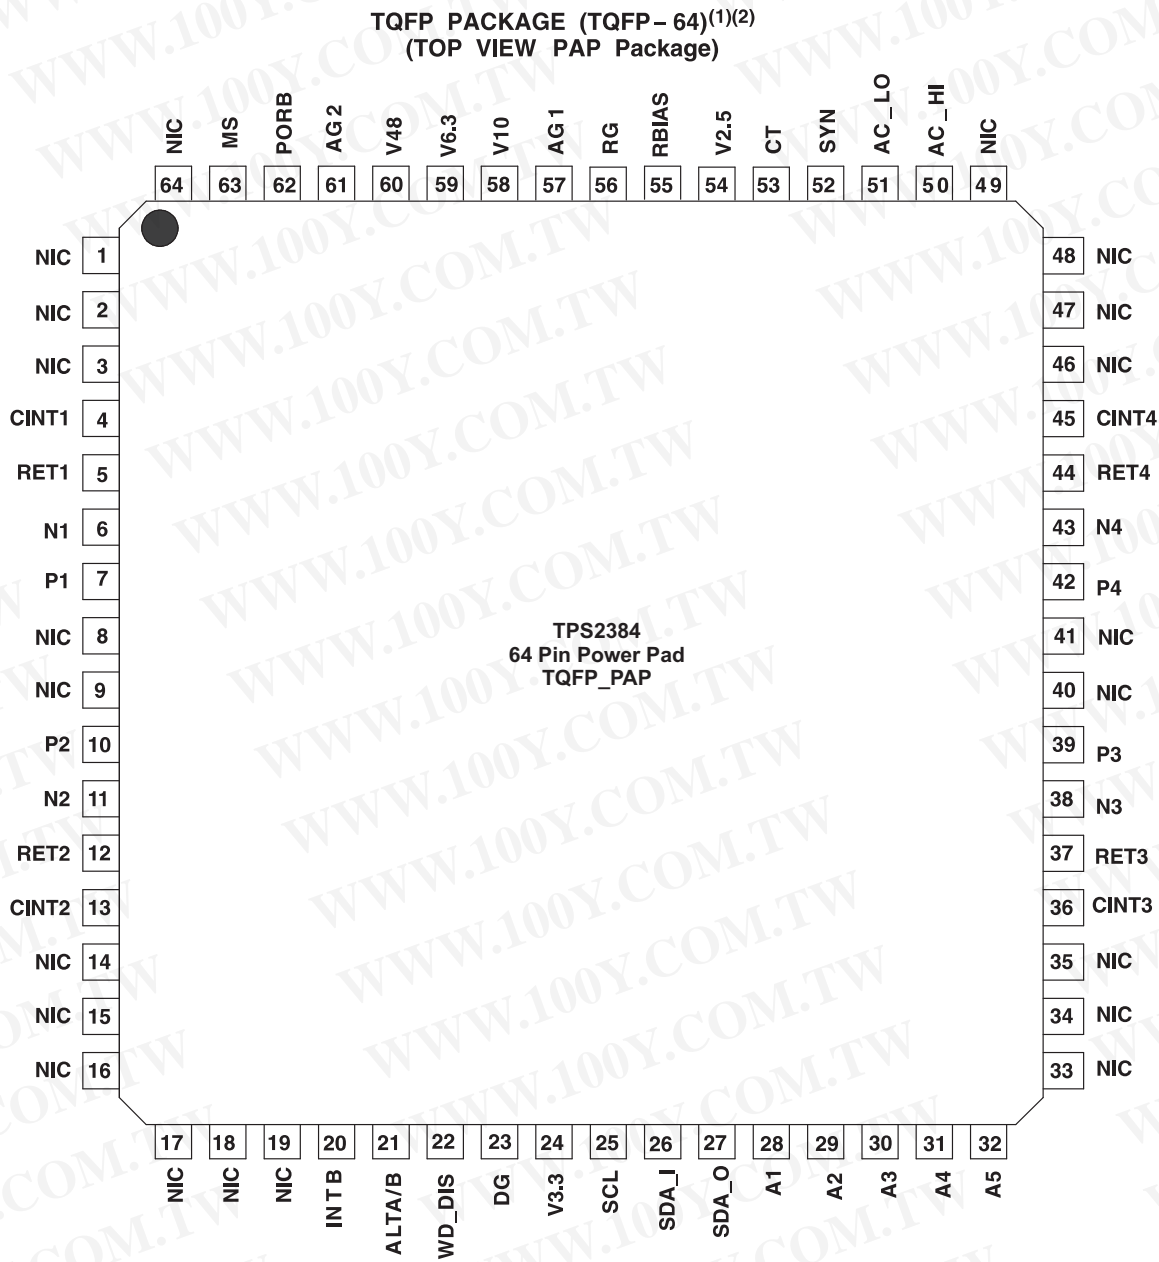 TQFP PACKAGE (TQFP – 64)(1)(2)
(TOP VIEW PAP Package)
NIC MS PORB AG2 V48 V6.3 V10 AG1 RG RBIAS V2.5 CT SYN AC_LO AC_HI NIC
64 63 62 61 60 59 58 57 56 55 54 53 52 51 50 49
NIC 1 48 NIC
NIC 2 47 NIC
NIC 3 46 NIC
CINT1 4 45 CINT4
RET1 5 44 RET4
N1 6 43 N4
P1 7 42 P4
NIC 8 41 NIC
TPS2384
64 Pin Power Pad
TQFP_PAP
NIC 9 40 NIC
P2 10 39 P3
N2 11 38 N3
RET2 12 37 RET3
CINT2 13 36 CINT3
NIC 14 35 NIC
NIC 15 34 NIC
NIC 16 33 NIC
17 18 19 20 21 22 23 24 25 26 27 28 29 30 31 32
NIC NIC NIC INTB ALTA/B WD_DIS DG V3.3 SCL SDA_I SDA_O A1 A2 A3 A4 A5
WWW.100Y.COM.TW